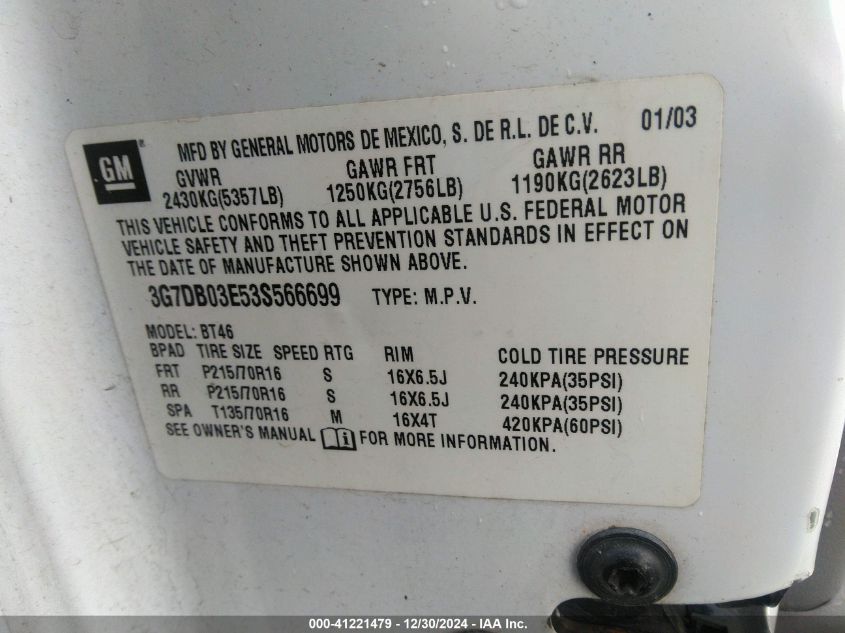 GM®
MFD BY GENERAL MOTORS DE MEXICO, S. DE R.L. DE C.V. 01/03
GVWR GAWR FRT GAWR RR
2430KG(5357LB) 1250KG(2756LB) 1190KG(2623LB)
THIS VEHICLE CONFORMS TO ALL APPLICABLE U.S. FEDERAL MOTOR
VEHICLE SAFETY AND THEFT PREVENTION STANDARDS IN EFFECT ON
THE DATE OF MANUFACTURE SHOWN ABOVE.
3G7DB03E53S566699 TYPE: M.P.V.
MODEL: BT46
BPAD TIRE SIZE SPEED RTG RIM COLD TIRE PRESSURE
FRT P215/70R16 S 16X6.5J 240KPA(35PSI)
RR P215/70R16 S 16X6.5J 240KPA(35PSI)
SPA T135/70R16 M 16X4T 420KPA(60PSI)
SEE OWNER'S MANUAL FOR MORE INFORMATION.
000-41221479 - 12/30/2024 - IAA Inc.